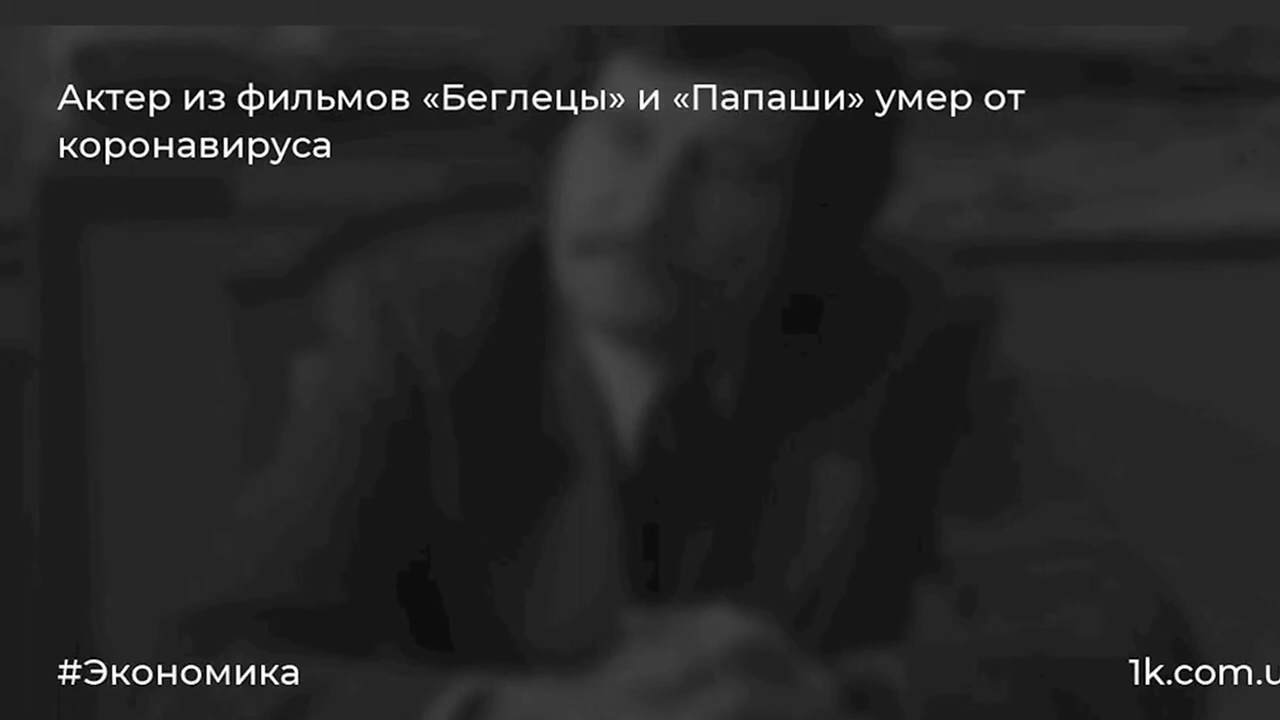 Актер из фильмов «Беглецы» и «Папаши» умер от
коронавируса
#Экономика
1k.com.u